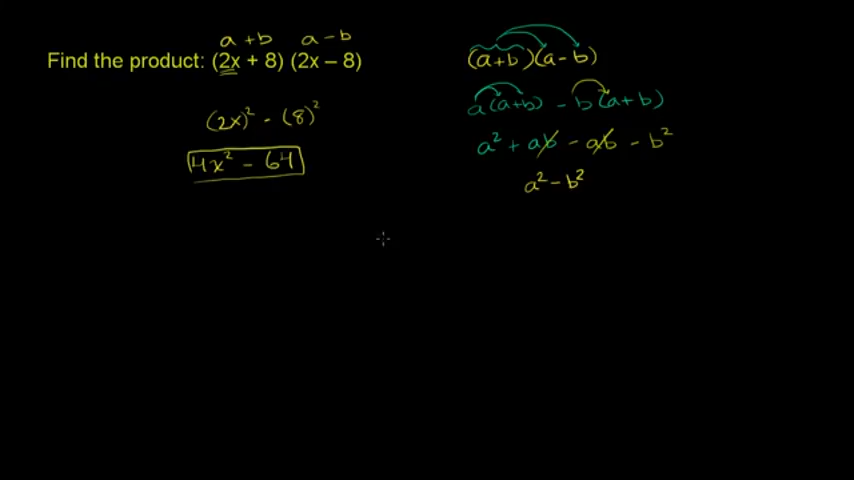 a + b a - b
Find the product: (2x + 8) (2x – 8)
(2x)² - (8)²
4x² - 64
(a+b)(a-b)
a(a+b) - b(a+b)
a² + ab - ab - b²
a² - b²